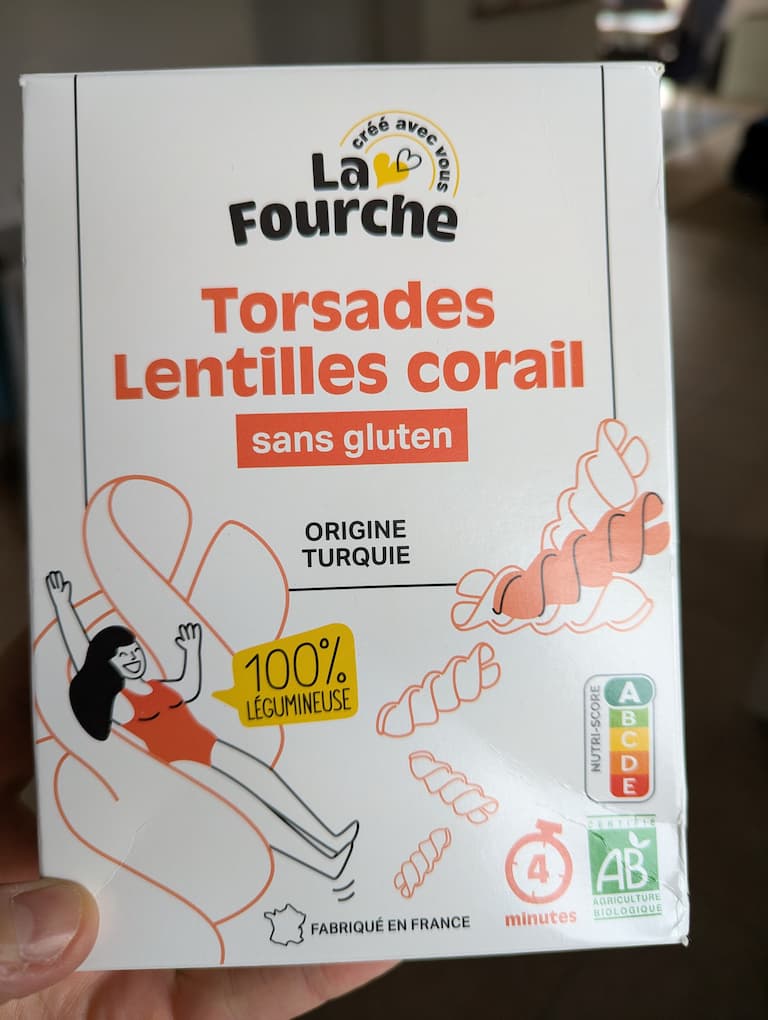 créé avec vous
La
Fourche
Torsades
Lentilles corail
sans gluten
ORIGINE
TURQUIE
100%
LÉGUMINEUSE
NUTRI-SCORE
A
B
C
D
E
4
minutes
CERTIFIÉ
AB
AGRICULTURE
BIOLOGIQUE
FABRIQUÉ EN FRANCE